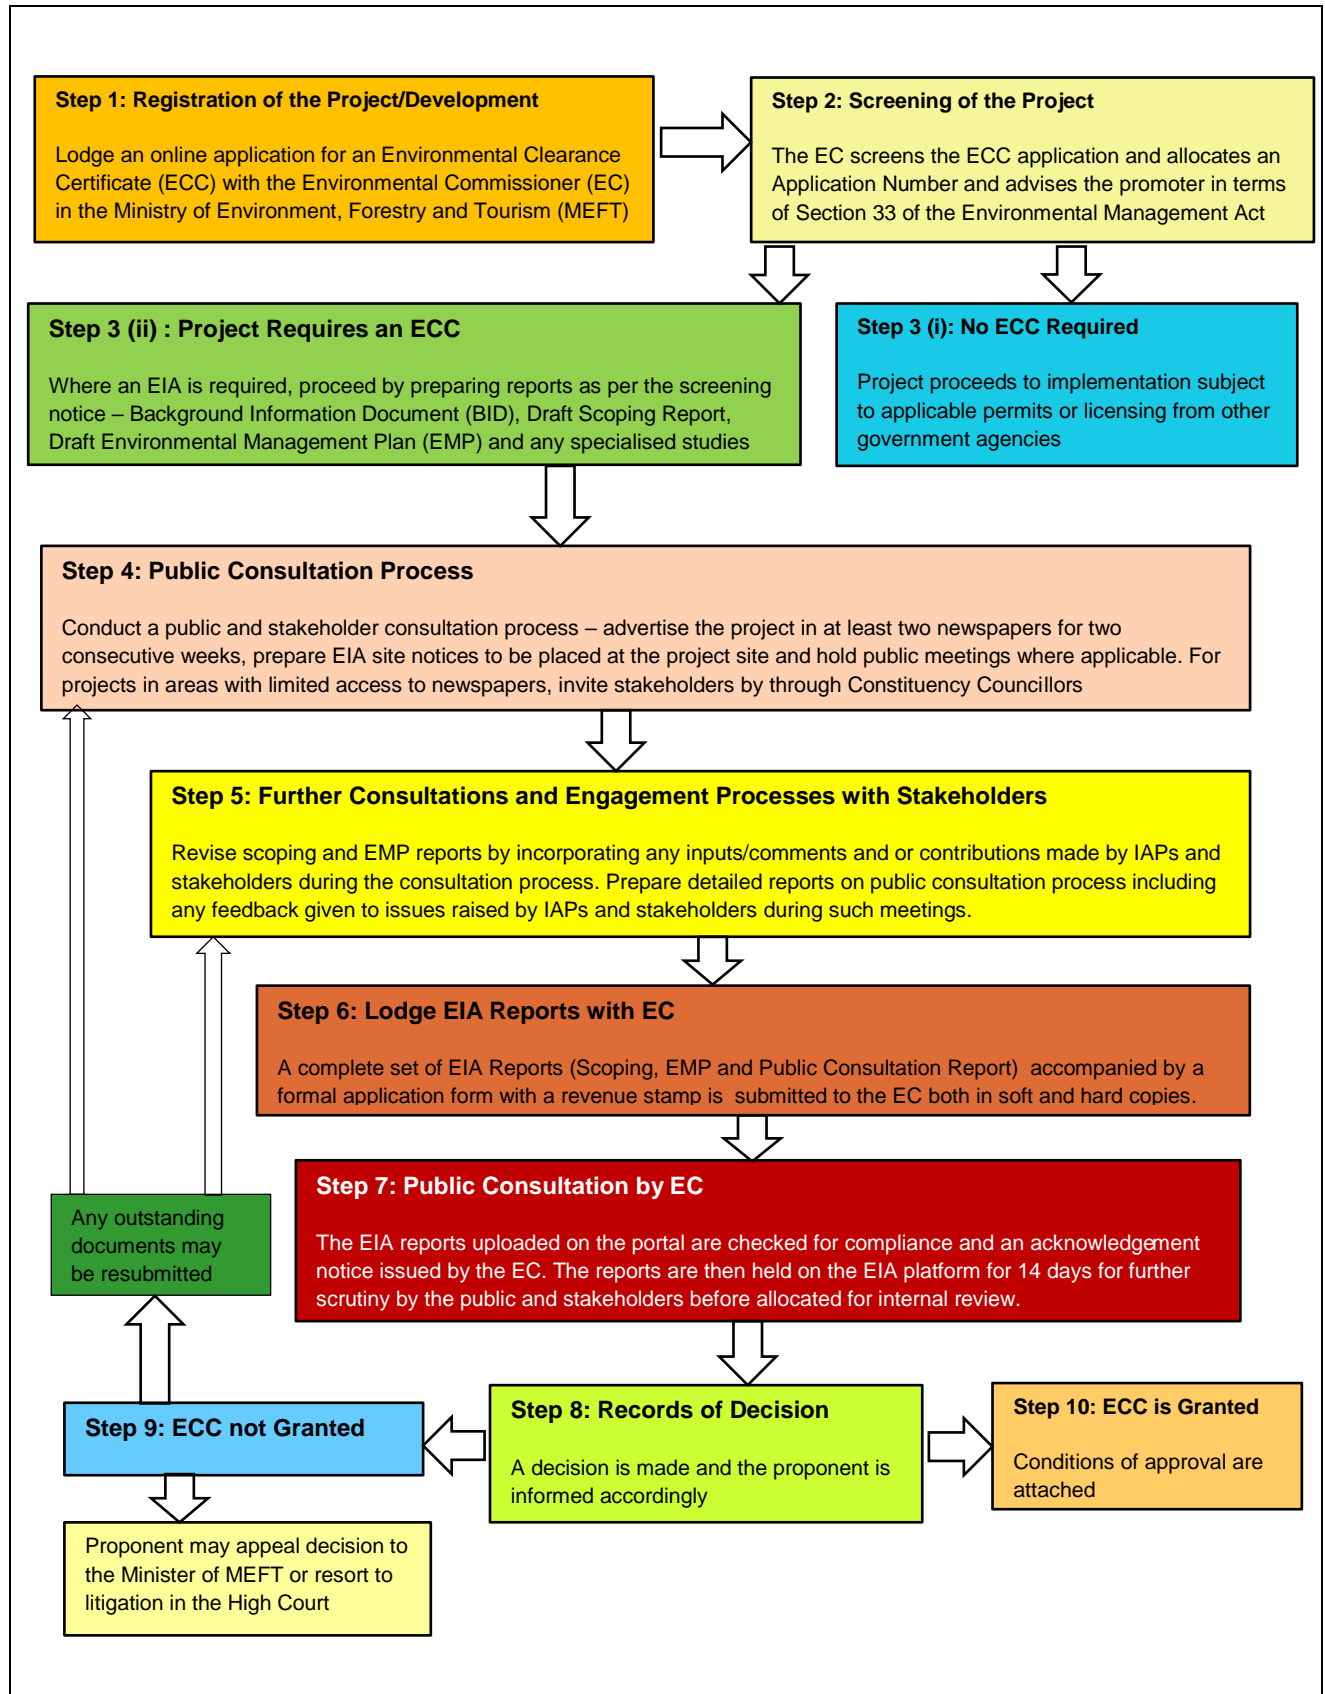 Step 1: Registration of the Project/Development
Lodge an online application for an Environmental Clearance
Certificate (ECC) with the Environmental Commissioner (EC)
in the Ministry of Environment, Forestry and Tourism (MEFT)
Step 2: Screening of the Project
The EC screens the ECC application and allocates an
Application Number and advises the promoter in terms
of Section 33 of the Environmental Management Act
Step 3 (ii) : Project Requires an ECC
Where an EIA is required, proceed by preparing reports as per the screening
notice – Background Information Document (BID), Draft Scoping Report,
Draft Environmental Management Plan (EMP) and any specialised studies
Step 3 (i): No ECC Required
Project proceeds to implementation subject
to applicable permits or licensing from other
government agencies
Step 4: Public Consultation Process
Conduct a public and stakeholder consultation process – advertise the project in at least two newspapers for two
consecutive weeks, prepare EIA site notices to be placed at the project site and hold public meetings where applicable. For
projects in areas with limited access to newspapers, invite stakeholders by through Constituency Councillors
Step 5: Further Consultations and Engagement Processes with Stakeholders
Revise scoping and EMP reports by incorporating any inputs/comments and or contributions made by IAPs and
stakeholders during the consultation process. Prepare detailed reports on public consultation process including
any feedback given to issues raised by IAPs and stakeholders during such meetings.
Step 6: Lodge EIA Reports with EC
A complete set of EIA Reports (Scoping, EMP and Public Consultation Report) accompanied by a
formal application form with a revenue stamp is submitted to the EC both in soft and hard copies.
Step 7: Public Consultation by EC
The EIA reports uploaded on the portal are checked for compliance and an acknowledgement
notice issued by the EC. The reports are then held on the EIA platform for 14 days for further
scrutiny by the public and stakeholders before allocated for internal review.
Any outstanding
documents may
be resubmitted
Step 9: ECC not Granted
Step 8: Records of Decision
A decision is made and the proponent is
informed accordingly
Step 10: ECC is Granted
Conditions of approval are
attached
Proponent may appeal decision to
the Minister of MEFT or resort to
litigation in the High Court